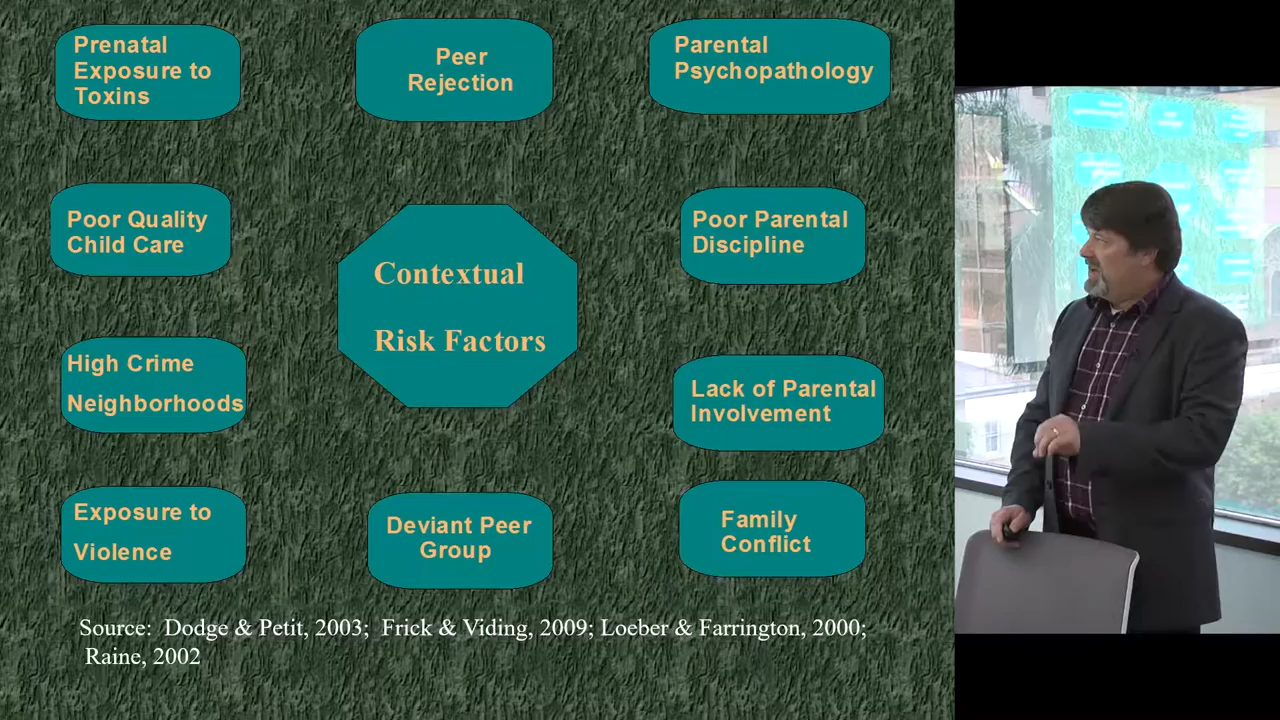 Prenatal
Exposure to
Toxins
Peer
Rejection
Parental
Psychopathology
Poor Quality
Child Care
Contextual
Risk Factors
Poor Parental
Discipline
High Crime
Neighborhoods
Lack of Parental
Involvement
Exposure to
Violence
Deviant Peer
Group
Family
Conflict
Source:  Dodge & Petit, 2003;  Frick & Viding, 2009; Loeber & Farrington, 2000;
Raine, 2002